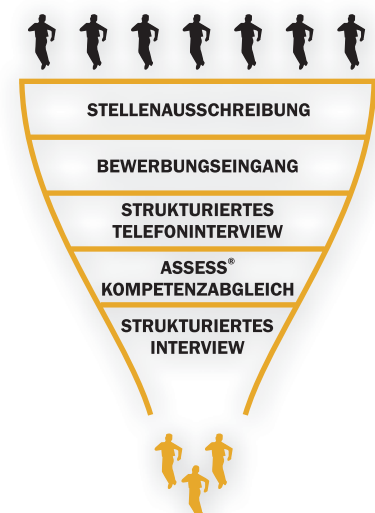 STELLENAUSSCHREIBUNG
BEWERBUNGSEINGANG
STRUKTURIERTES
TELEFONINTERVIEW
ASSESS®
KOMPETENZABGLEICH
STRUKTURIERTES
INTERVIEW